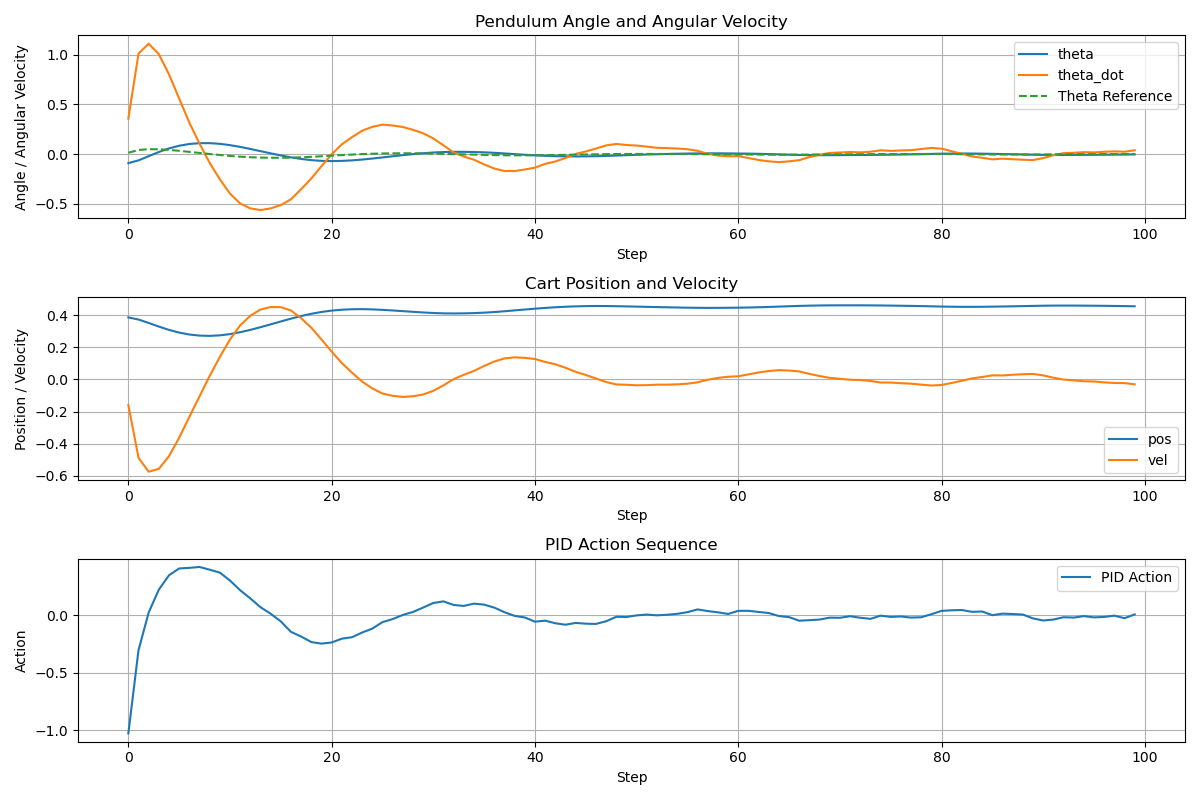 Pendulum Angle and Angular Velocity
Angle / Angular Velocity
1.0
0.5
0.0
−0.5
theta
theta_dot
Theta Reference
0 20 40 60 80 100
Step
Cart Position and Velocity
Position / Velocity
0.4
0.2
0.0
−0.2
−0.4
−0.6
pos
vel
0 20 40 60 80 100
Step
PID Action Sequence
Action
0.0
−0.5
−1.0
PID Action
0 20 40 60 80 100
Step